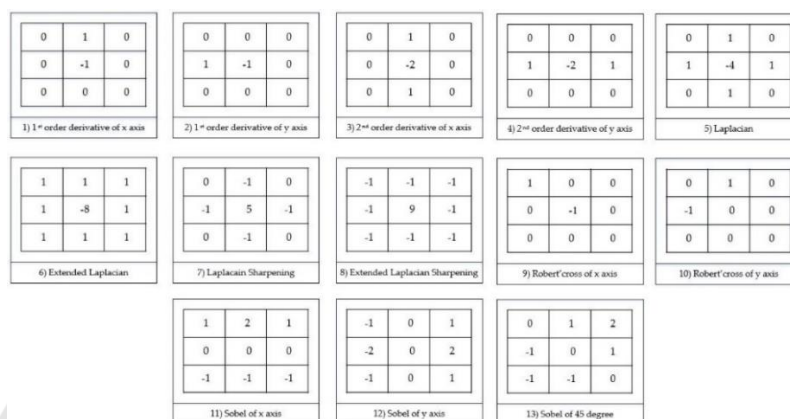 0 1 0
0 -1 0
0 0 0
1) 1st order derivative of x axis
0 0 0
1 -1 0
0 0 0
2) 1st order derivative of y axis
0 1 0
0 -2 0
0 1 0
3) 2nd order derivative of x axis
0 0 0
1 -2 1
0 0 0
4) 2nd order derivative of y axis
0 1 0
1 -4 1
0 1 0
5) Laplacian
1 1 1
1 -8 1
1 1 1
6) Extended Laplacian
0 -1 0
-1 5 -1
0 -1 0
7) Laplacain Sharpening
-1 -1 -1
-1 9 -1
-1 -1 -1
8) Extended Laplacian Sharpening
1 0 0
0 -1 0
0 0 0
9) Robert'cross of x axis
0 1 0
-1 0 0
0 0 0
10) Robert'cross of y axis
1 2 1
0 0 0
-1 -1 -1
11) Sobel of x axis
-1 0 1
-2 0 2
-1 0 1
12) Sobel of y axis
0 1 2
-1 0 1
-1 -1 0
13) Sobel of 45 degree